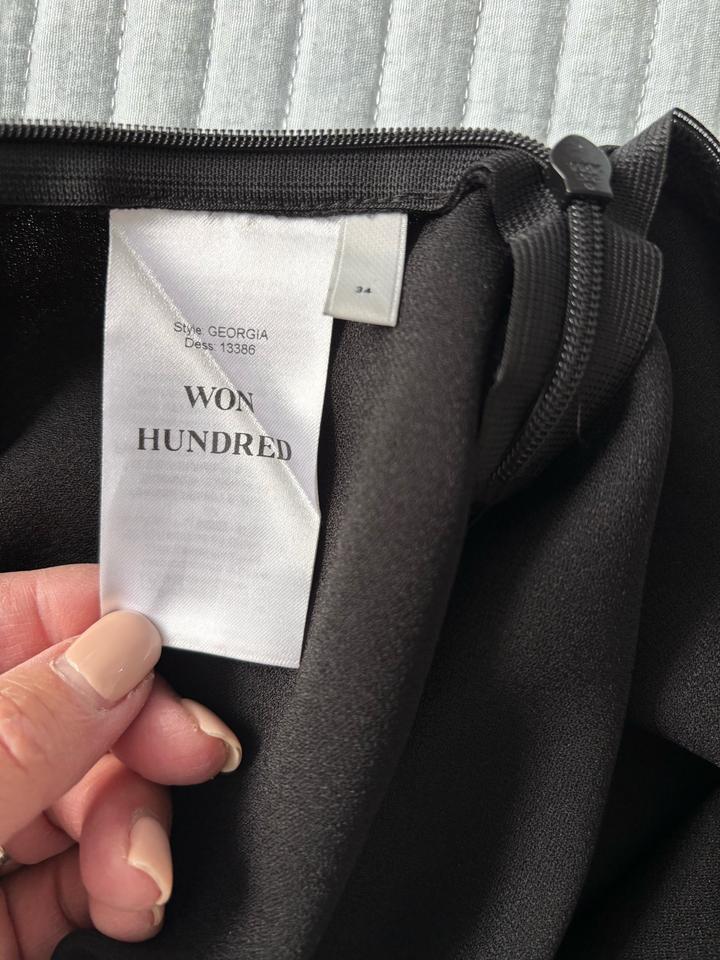 Style: GEORGIA
Dess: 13386
WON
HUNDRED
34